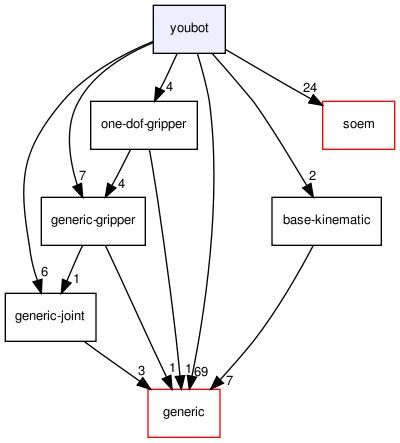 youbot
4
24
one-dof-gripper
soem
7
4
2
generic-gripper
base-kinematic
6
1
generic-joint
3
1
1
69
7
generic